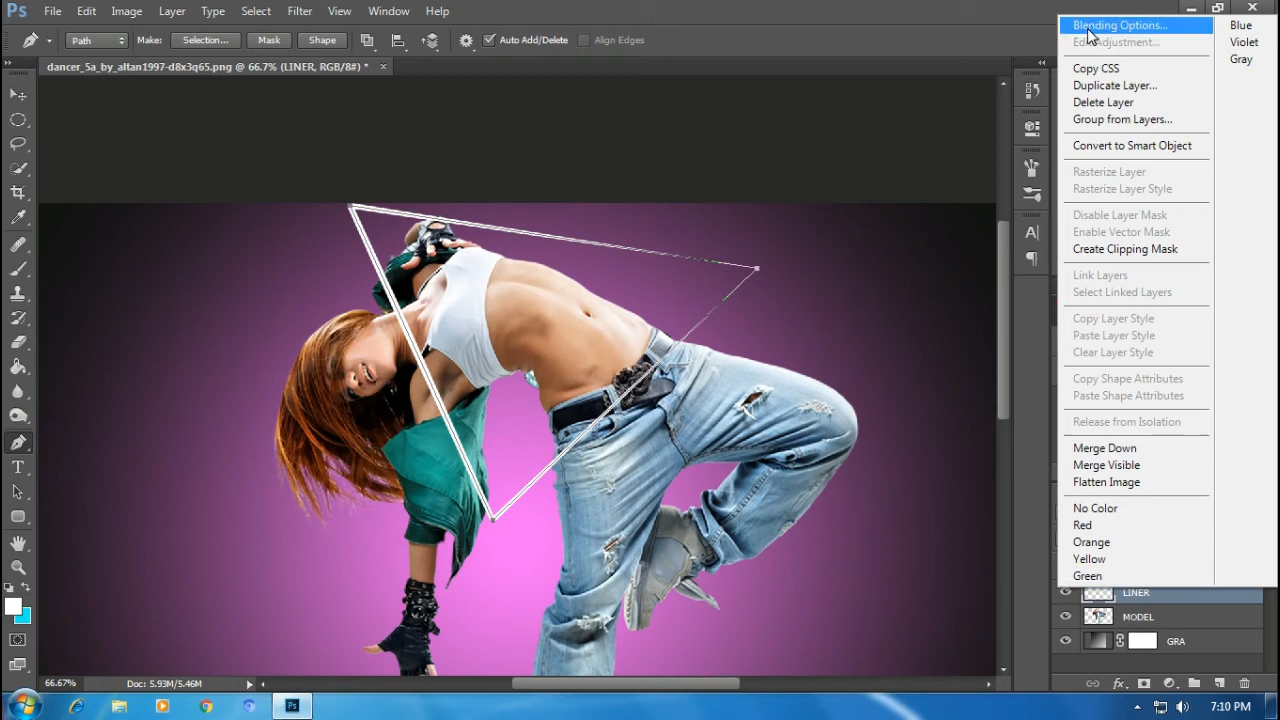 Ps File Edit Image Layer Type Select Filter View Window Help
Path Make: Selection... Mask Shape Auto Add/Delete Align Edges
dancer_5a_by_altan1997-d8x3q65.png @ 66.7% (LINER, RGB/8#) * ×
Blending Options...
Edit Adjustment...
Copy CSS
Duplicate Layer...
Delete Layer
Group from Layers...
Convert to Smart Object
Rasterize Layer
Rasterize Layer Style
Disable Layer Mask
Enable Vector Mask
Create Clipping Mask
Link Layers
Select Linked Layers
Copy Layer Style
Paste Layer Style
Clear Layer Style
Copy Shape Attributes
Paste Shape Attributes
Release from Isolation
Merge Down
Merge Visible
Flatten Image
No Color
Red
Orange
Yellow
Green
Blue
Violet
Gray
LINER
MODEL
GRA
66.67% Doc: 5.93M/5.46M
Ps 7:10 PM